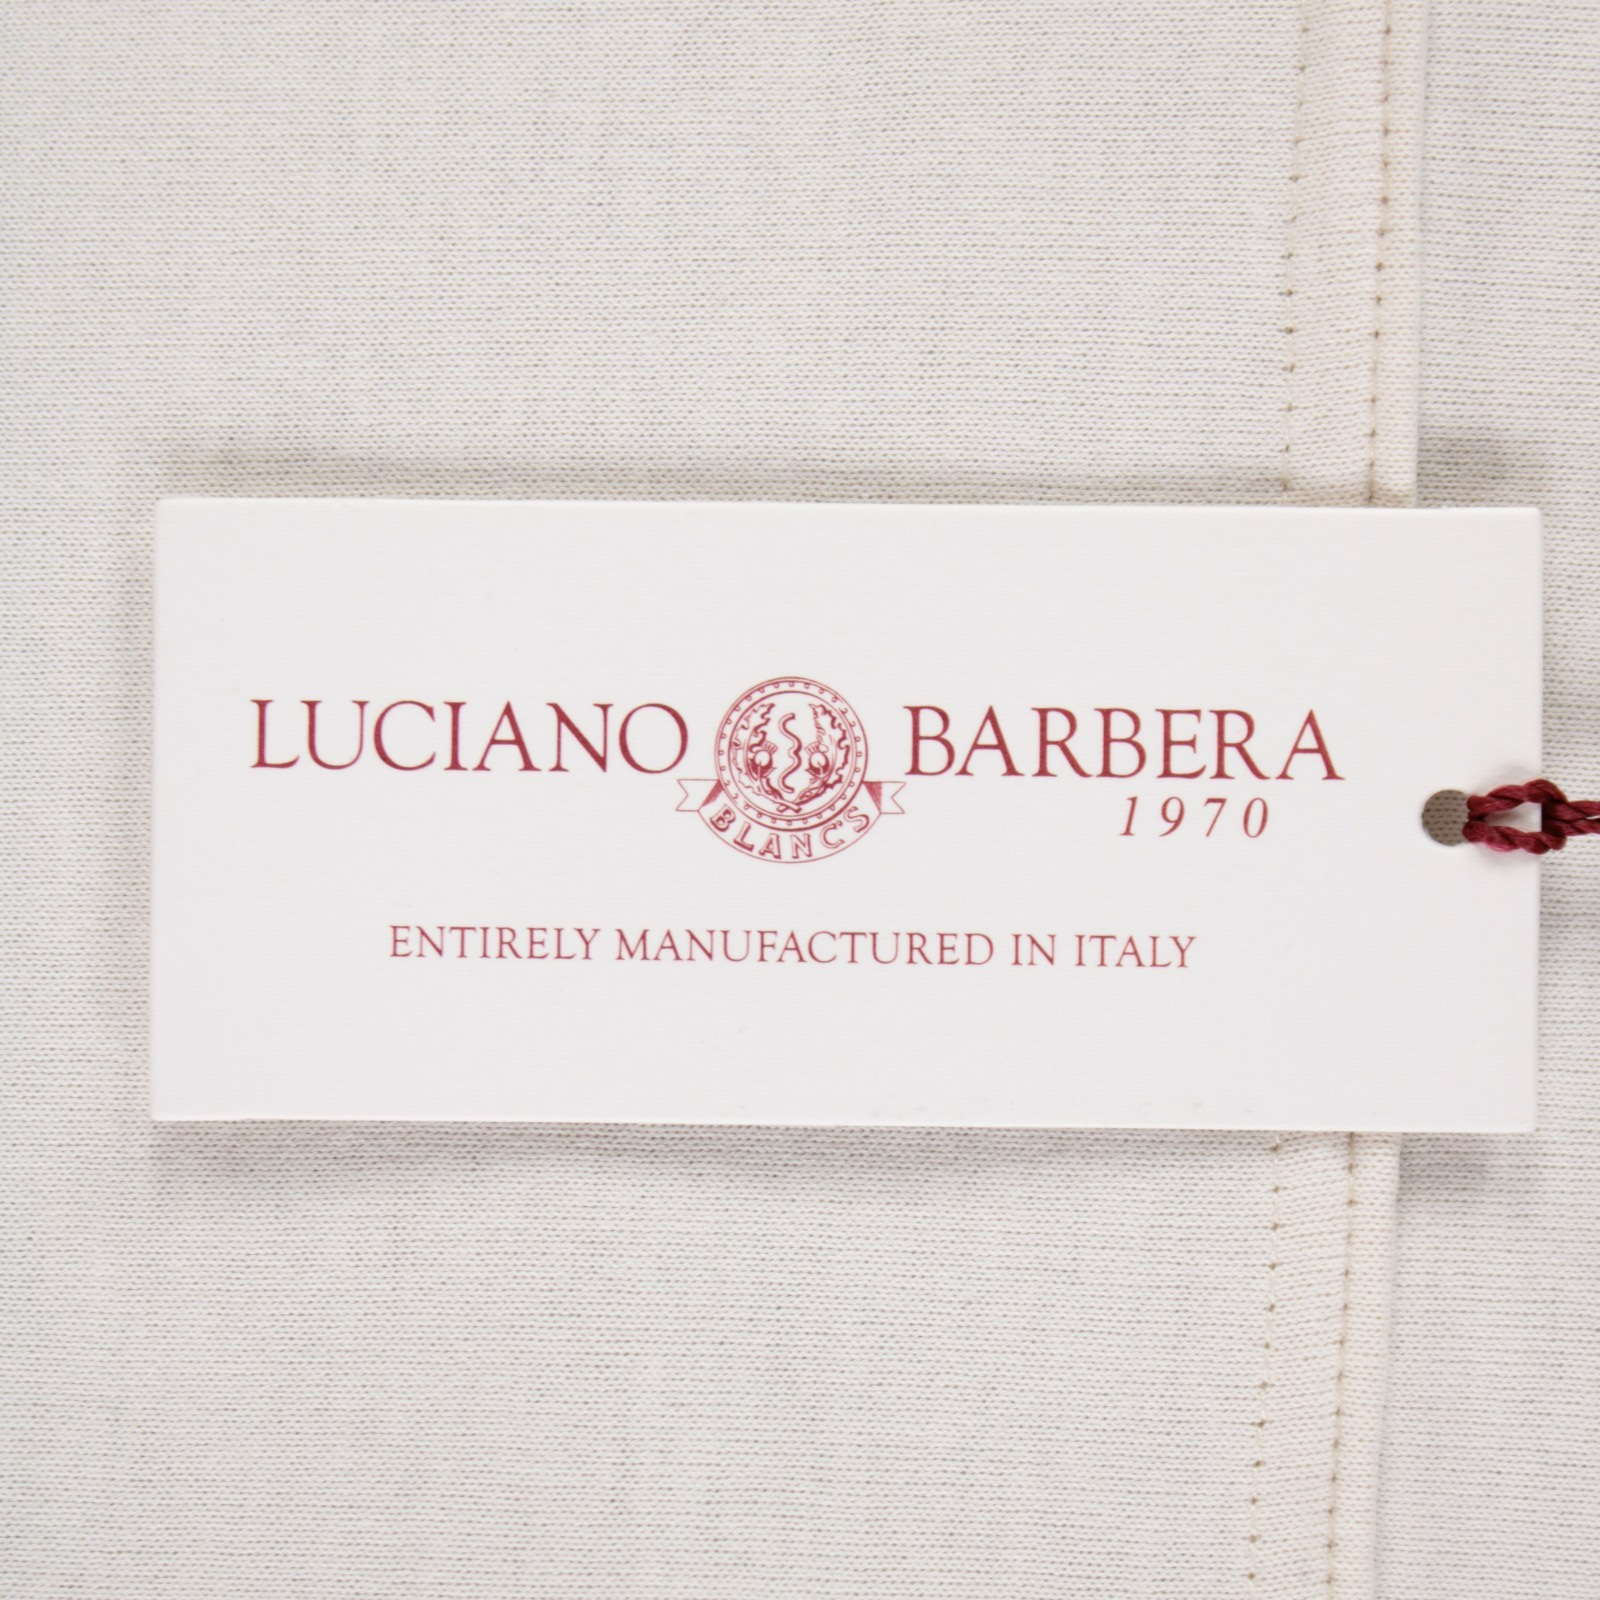 LUCIANO BARBERA
1970
BLANC'S
ENTIRELY MANUFACTURED IN ITALY